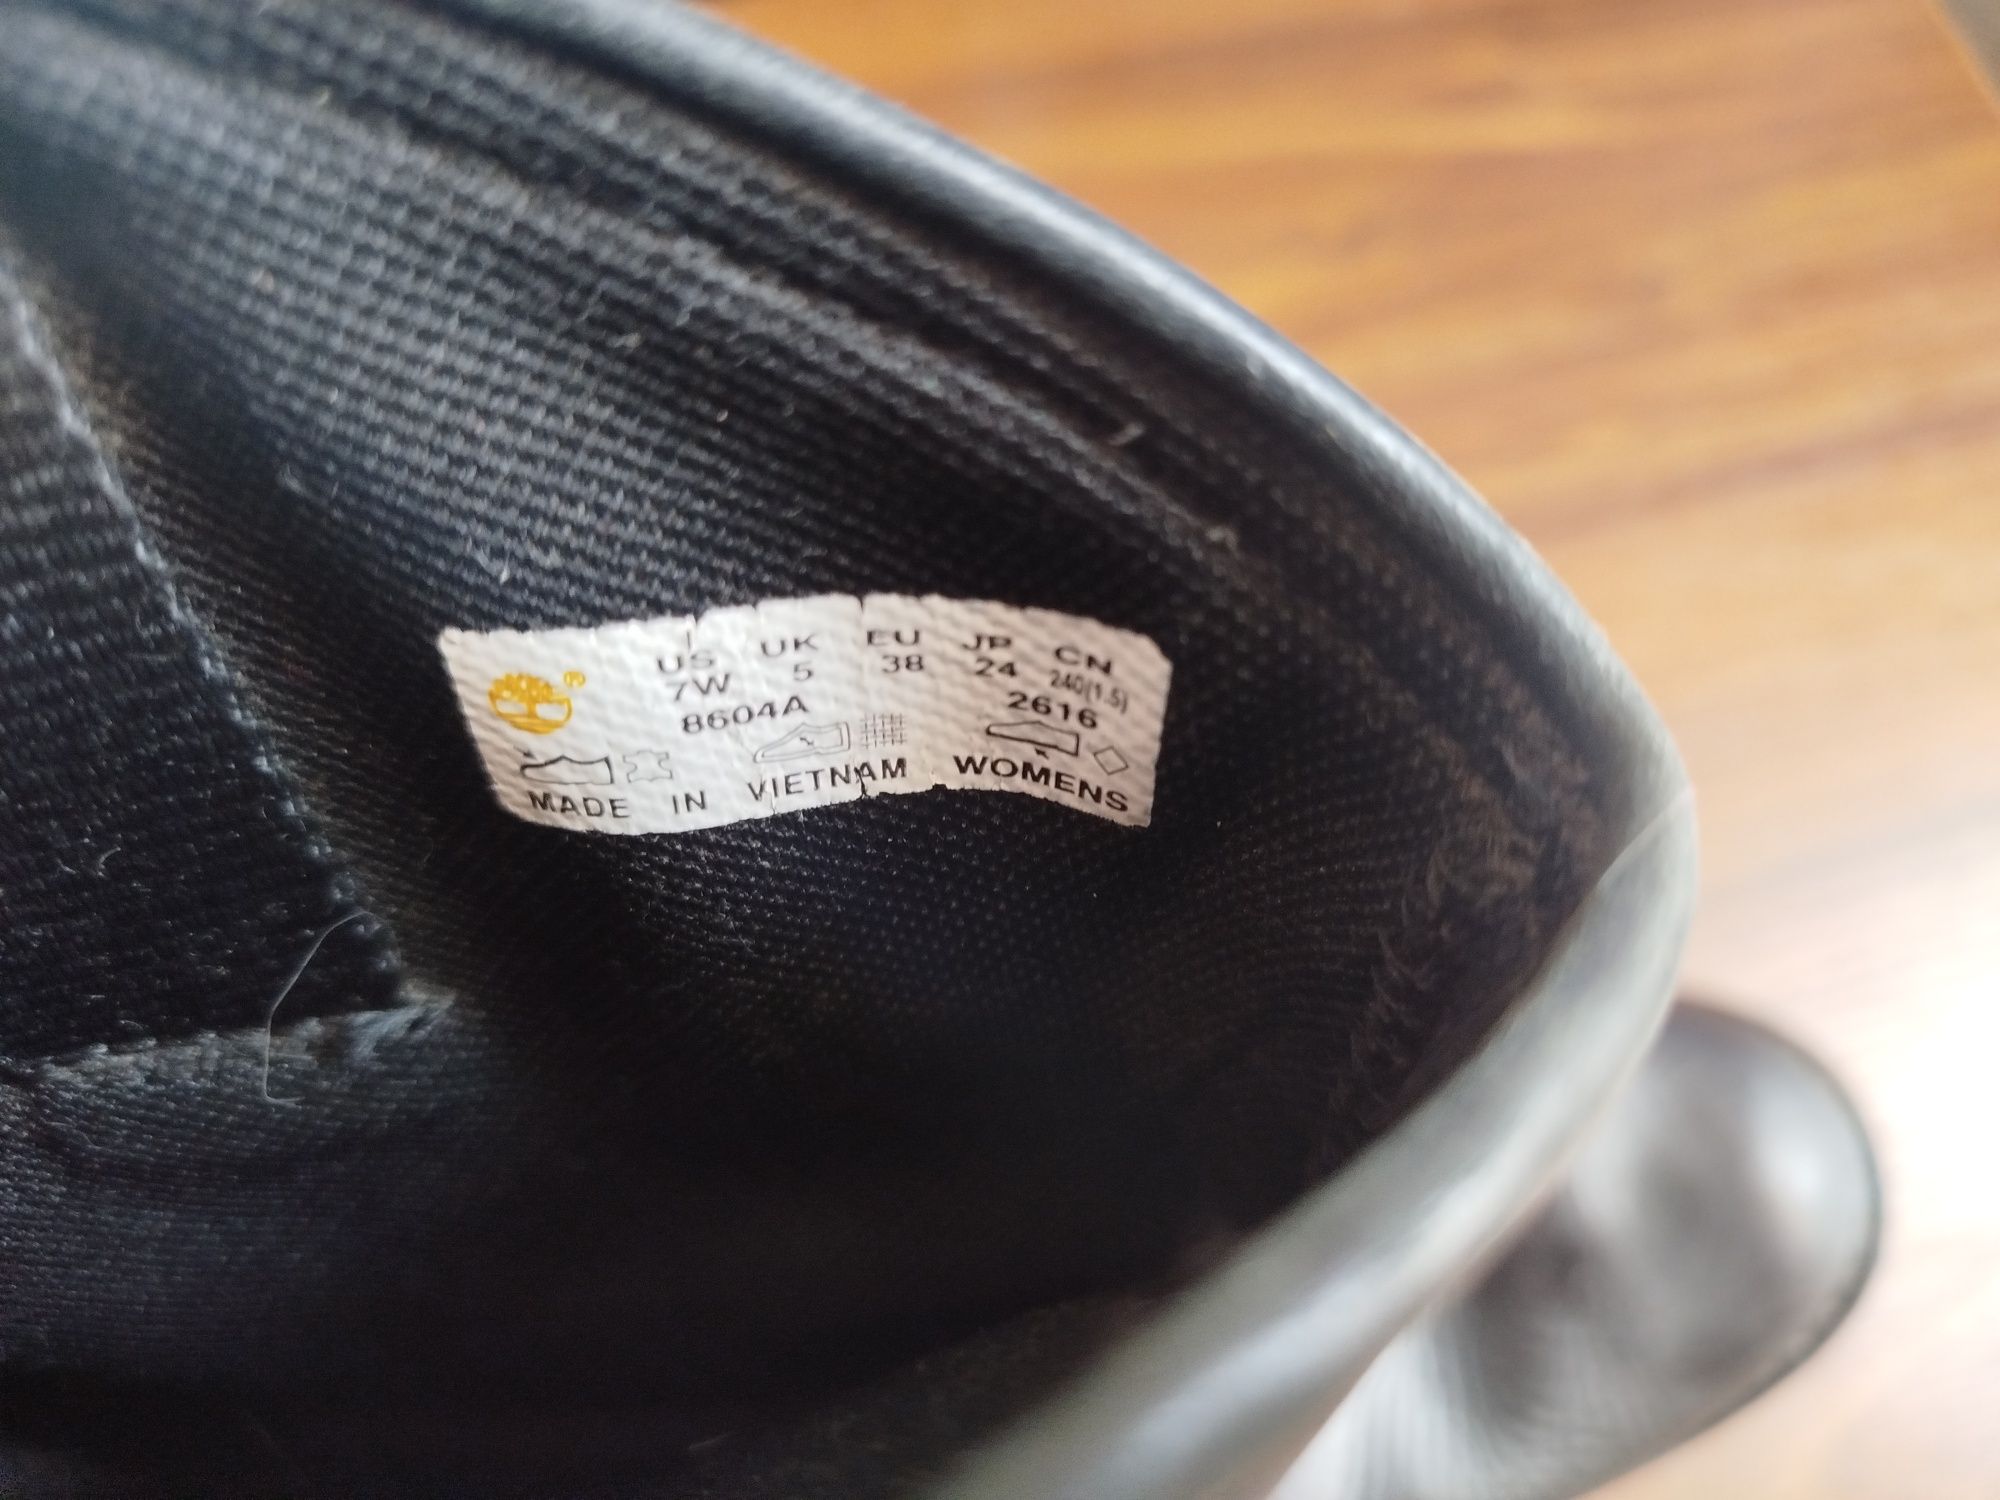 US UK EU JP CN
7W 5 38 24 240(1.5)
8604A 2616
MADE IN VIETNAM WOMENS
®